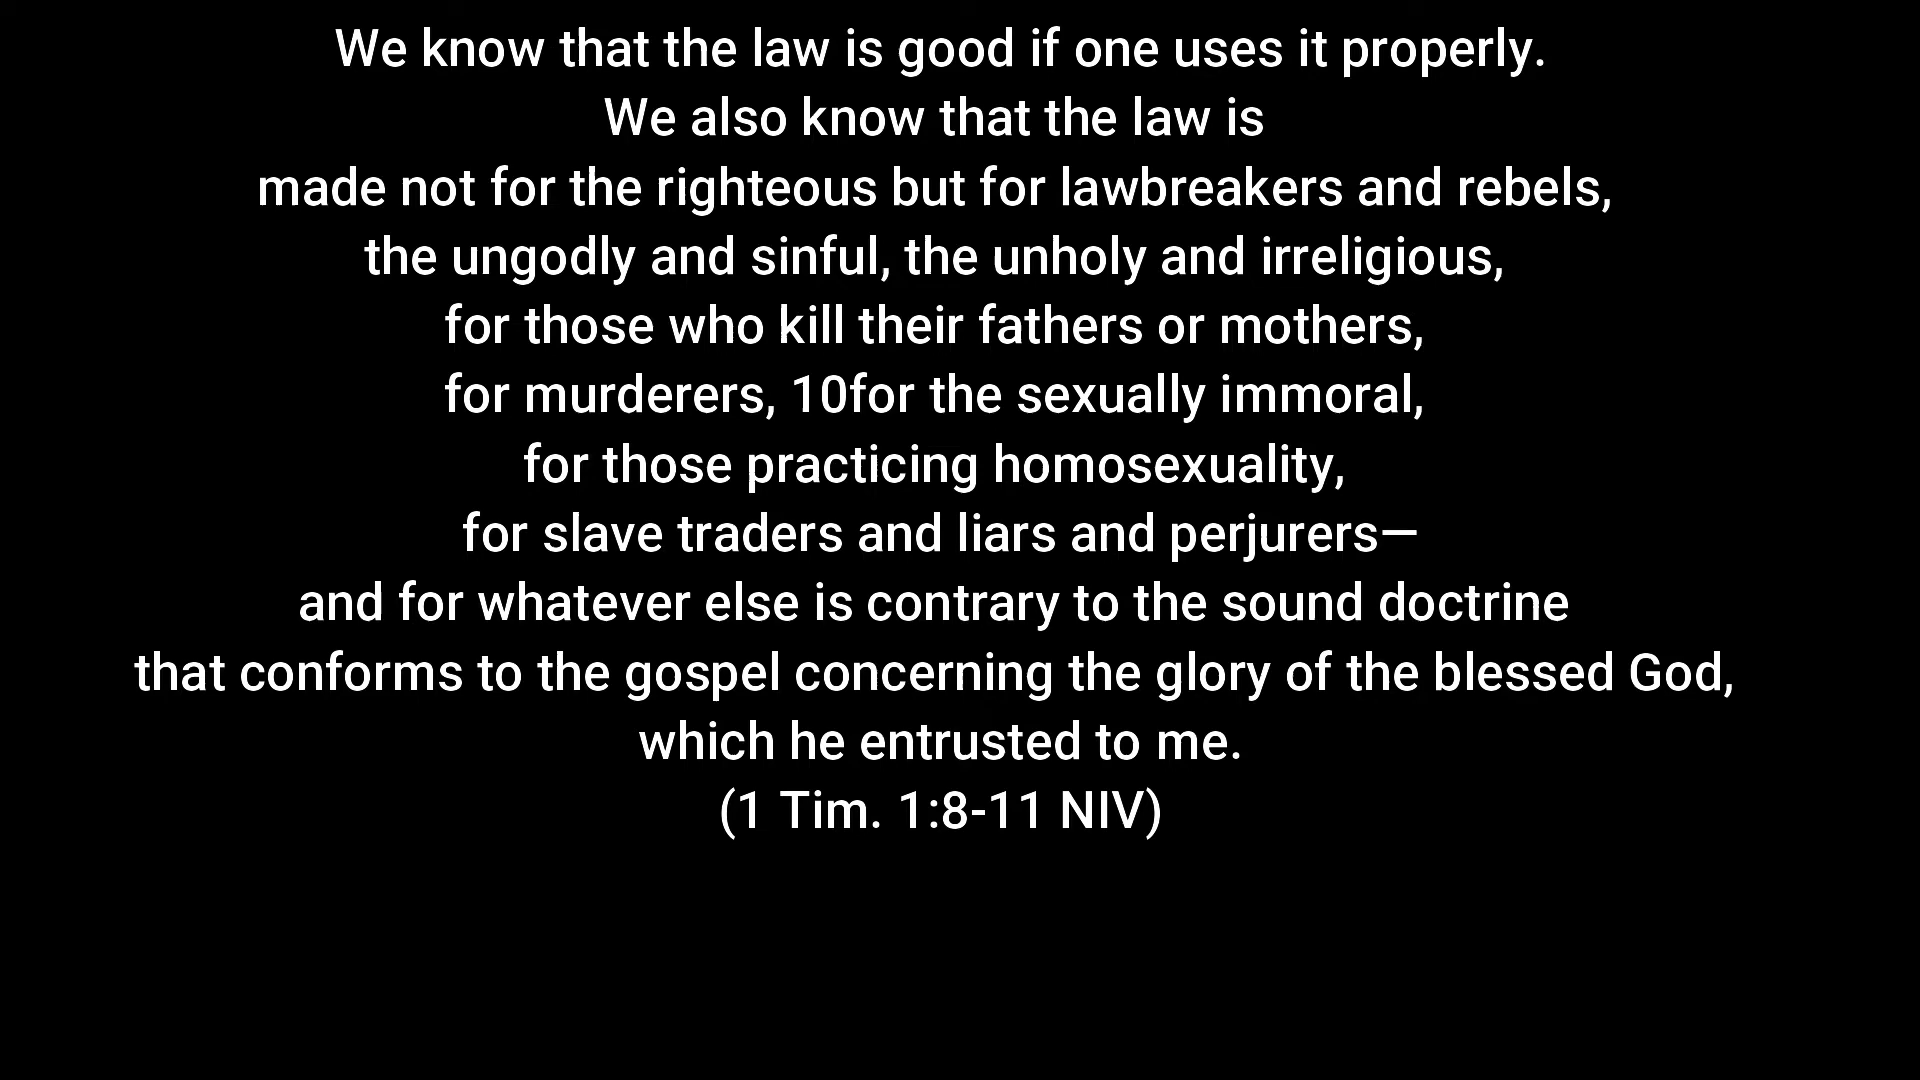 We know that the law is good if one uses it properly.
We also know that the law is
made not for the righteous but for lawbreakers and rebels,
the ungodly and sinful, the unholy and irreligious,
for those who kill their fathers or mothers,
for murderers, 10for the sexually immoral,
for those practicing homosexuality,
for slave traders and liars and perjurers—
and for whatever else is contrary to the sound doctrine
that conforms to the gospel concerning the glory of the blessed God,
which he entrusted to me.
(1 Tim. 1:8-11 NIV)